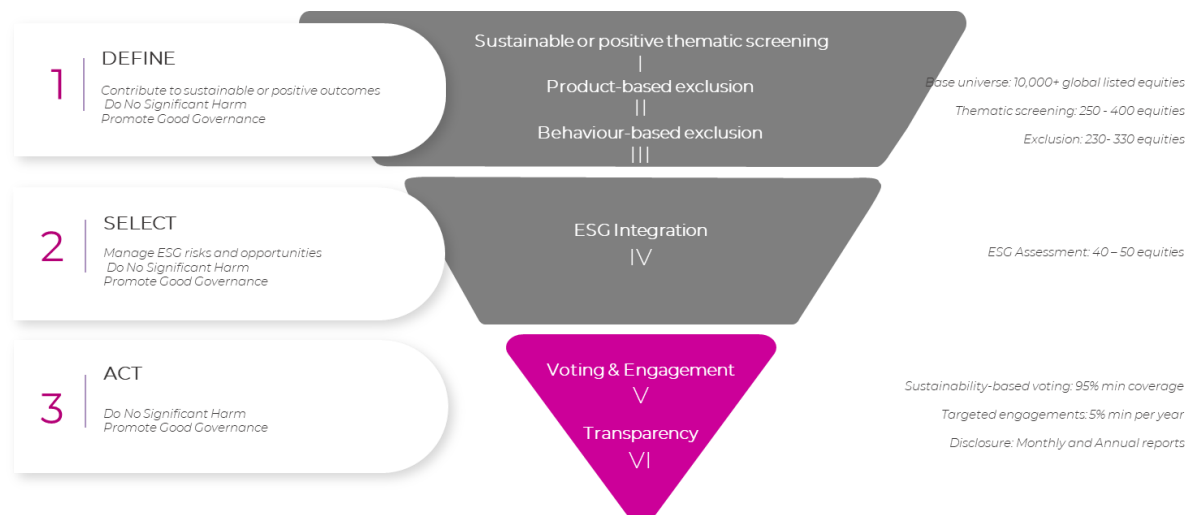 1
DEFINE
Contribute to sustainable or positive outcomes
Do No Significant Harm
Promote Good Governance
Sustainable or positive thematic screening
I
Product-based exclusion
II
Behaviour-based exclusion
III
Base universe: 10,000+ global listed equities
Thematic screening: 250 - 400 equities
Exclusion: 230- 330 equities
2
SELECT
Manage ESG risks and opportunities
Do No Significant Harm
Promote Good Governance
ESG Integration
IV
ESG Assessment: 40 – 50 equities
3
ACT
Do No Significant Harm
Promote Good Governance
Voting & Engagement
V
Transparency
VI
Sustainability-based voting: 95% min coverage
Targeted engagements: 5% min per year
Disclosure: Monthly and Annual reports